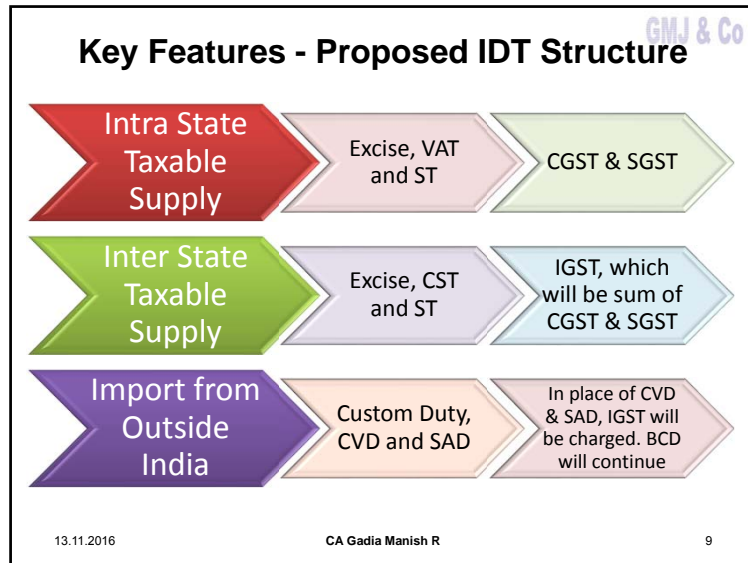 GMJ & Co
Key Features - Proposed IDT Structure
Intra State
Taxable
Supply
Excise, VAT
and ST
CGST & SGST
Inter State
Taxable
Supply
Excise, CST
and ST
IGST, which
will be sum of
CGST & SGST
Import from
Outside
India
Custom Duty,
CVD and SAD
In place of CVD
& SAD, IGST will
be charged. BCD
will continue
13.11.2016
CA Gadia Manish R
9